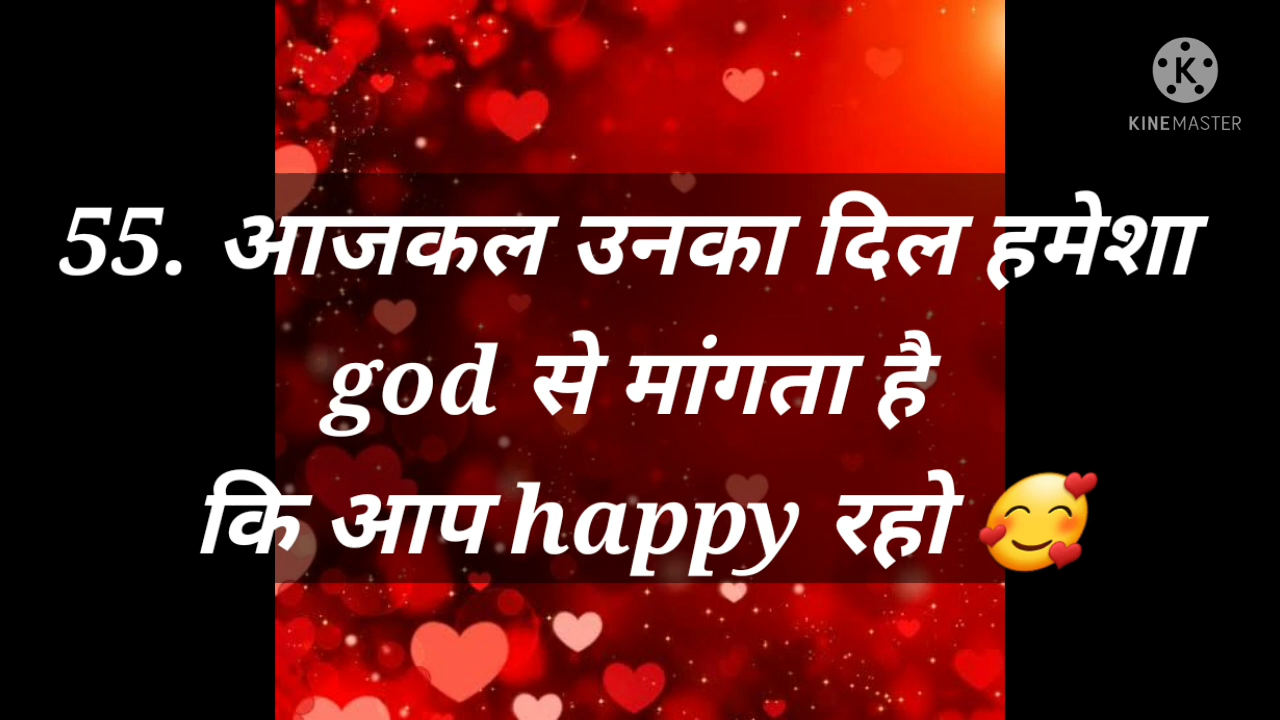 KINEMASTER
55. आजकल उनका दिल हमेशा
god से मांगता है
कि आप happy रहो 🥰